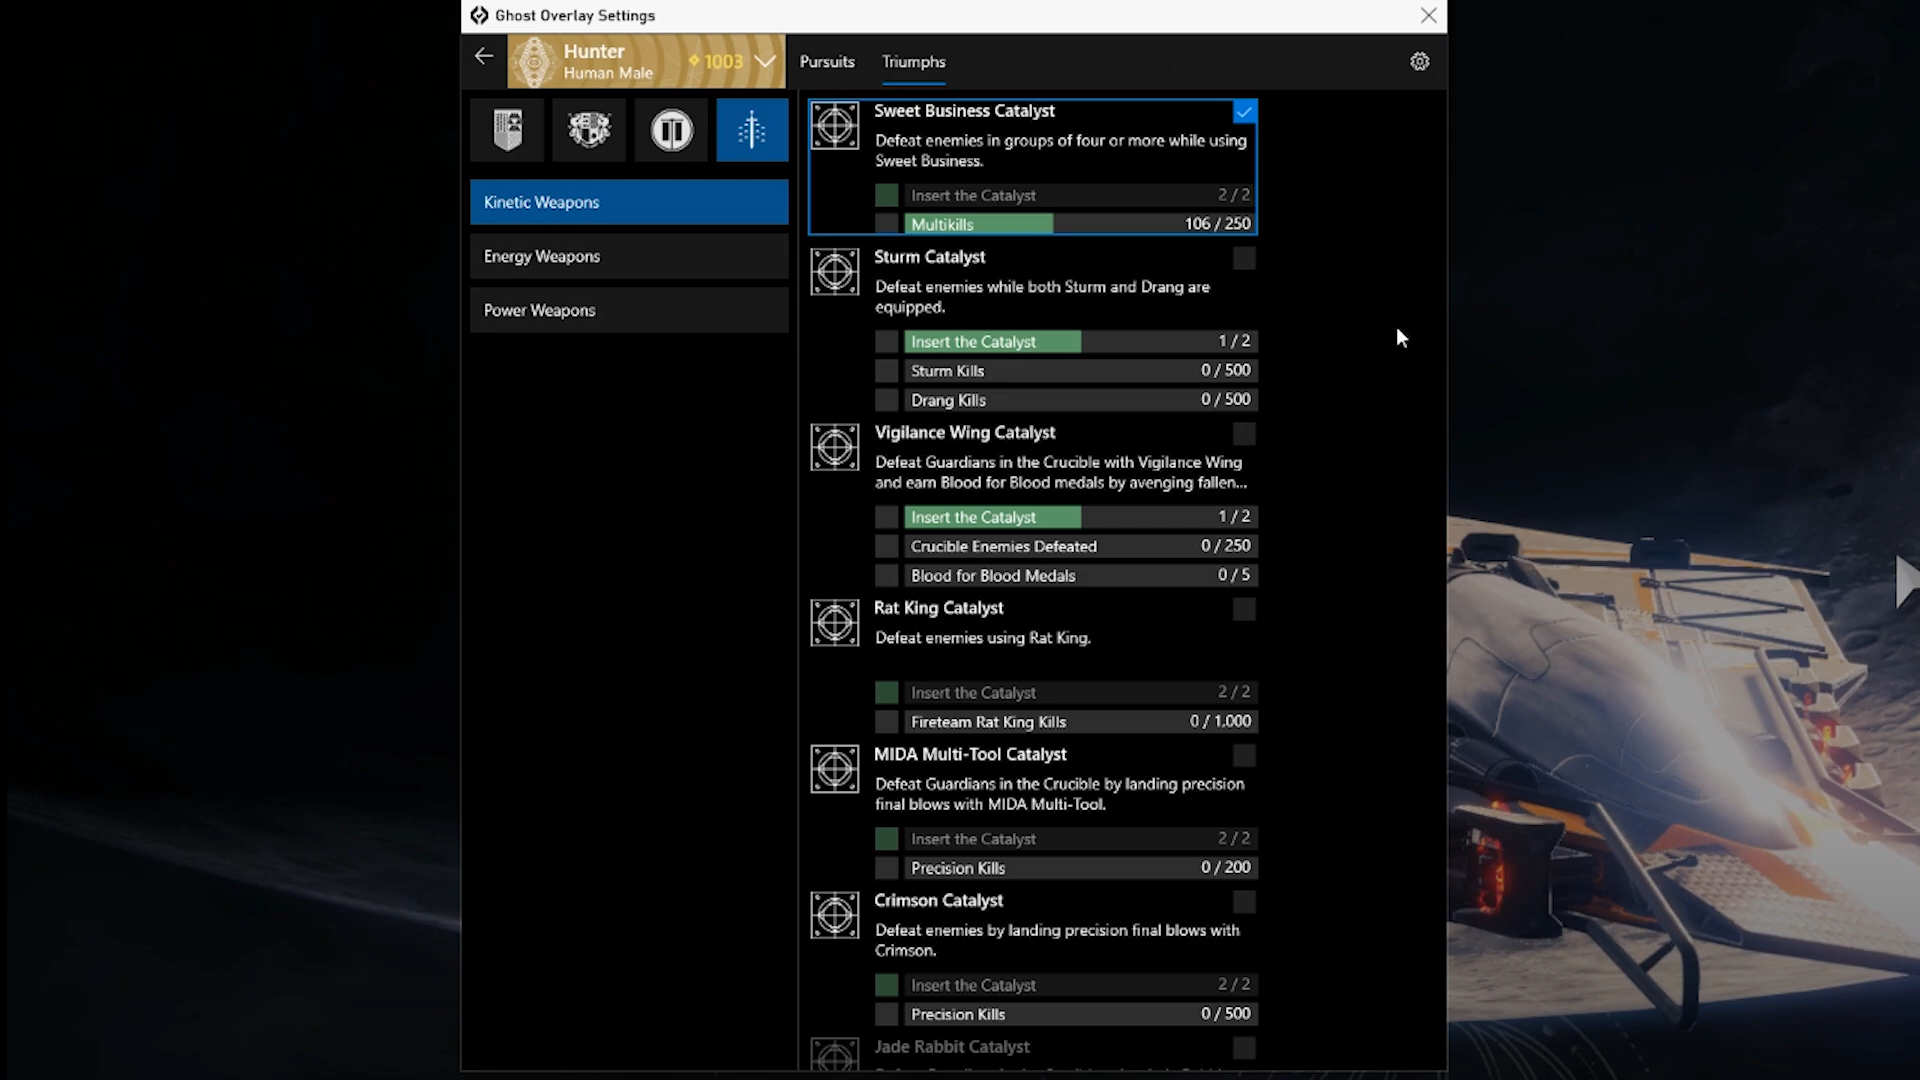 Ghost Overlay Settings
Hunter
Human Male
1003
Pursuits
Triumphs
Kinetic Weapons
Energy Weapons
Power Weapons
Sweet Business Catalyst
Defeat enemies in groups of four or more while using
Sweet Business.
Insert the Catalyst 2 / 2
Multikills 106 / 250
Sturm Catalyst
Defeat enemies while both Sturm and Drang are
equipped.
Insert the Catalyst 1 / 2
Sturm Kills 0 / 500
Drang Kills 0 / 500
Vigilance Wing Catalyst
Defeat Guardians in the Crucible with Vigilance Wing
and earn Blood for Blood medals by avenging fallen...
Insert the Catalyst 1 / 2
Crucible Enemies Defeated 0 / 250
Blood for Blood Medals 0 / 5
Rat King Catalyst
Defeat enemies using Rat King.
Insert the Catalyst 2 / 2
Fireteam Rat King Kills 0 / 1,000
MIDA Multi-Tool Catalyst
Defeat Guardians in the Crucible by landing precision
final blows with MIDA Multi-Tool.
Insert the Catalyst 2 / 2
Precision Kills 0 / 200
Crimson Catalyst
Defeat enemies by landing precision final blows with
Crimson.
Insert the Catalyst 2 / 2
Precision Kills 0 / 500
Jade Rabbit Catalyst